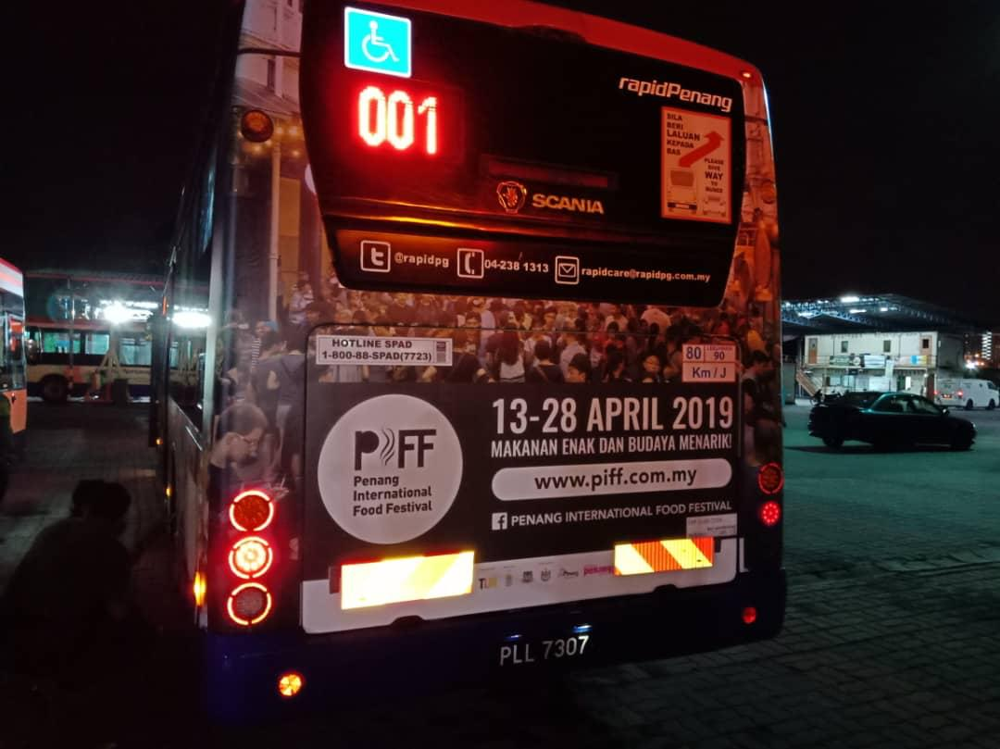 001
rapidPenang
SILA
BERI
LALUAN
KEPADA
BAS
PLEASE
GIVE
WAY
TO
BUSES
SCANIA
@rapidpg
04-238 1313
rapidcare@rapidpg.com.my
HOTLINE SPAD
1-800-88-SPAD(7723)
80
LEBUHRAYA
90
Km / J
13-28 APRIL 2019
MAKANAN ENAK DAN BUDAYA MENARIK!
PIFF
Penang
International
Food Festival
www.piff.com.my
PENANG INTERNATIONAL FOOD FESTIVAL
PLL 7307